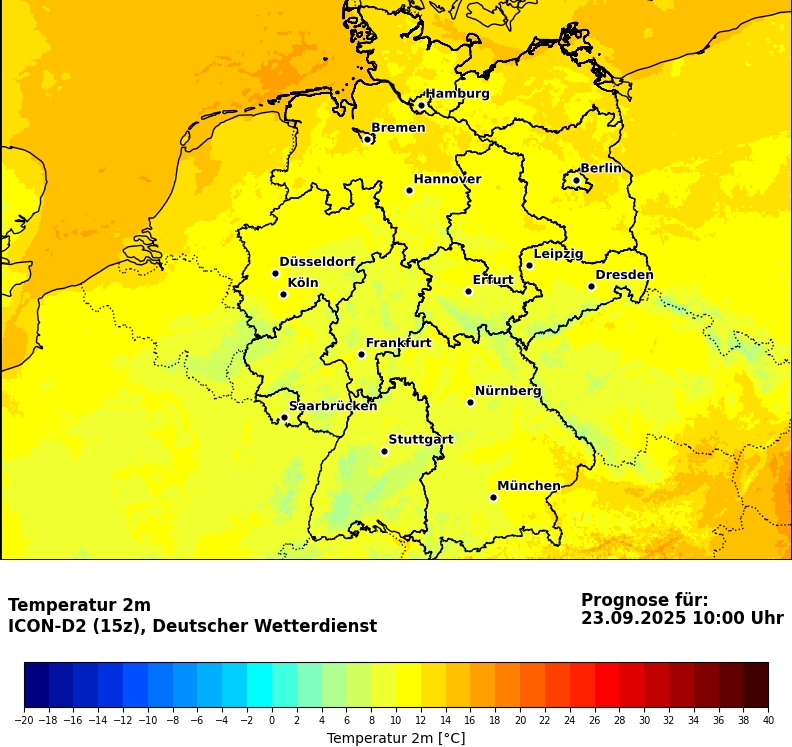 Hamburg
Bremen
Berlin
Hannover
Leipzig
Düsseldorf
Dresden
Köln
Erfurt
Frankfurt
Nürnberg
Saarbrücken
Stuttgart
München
Temperatur 2m
ICON-D2 (15z), Deutscher Wetterdienst
Prognose für:
23.09.2025 10:00 Uhr
−20 −18 −16 −14 −12 −10 −8 −6 −4 −2 0 2 4 6 8 10 12 14 16 18 20 22 24 26 28 30 32 34 36 38 40
Temperatur 2m [°C]